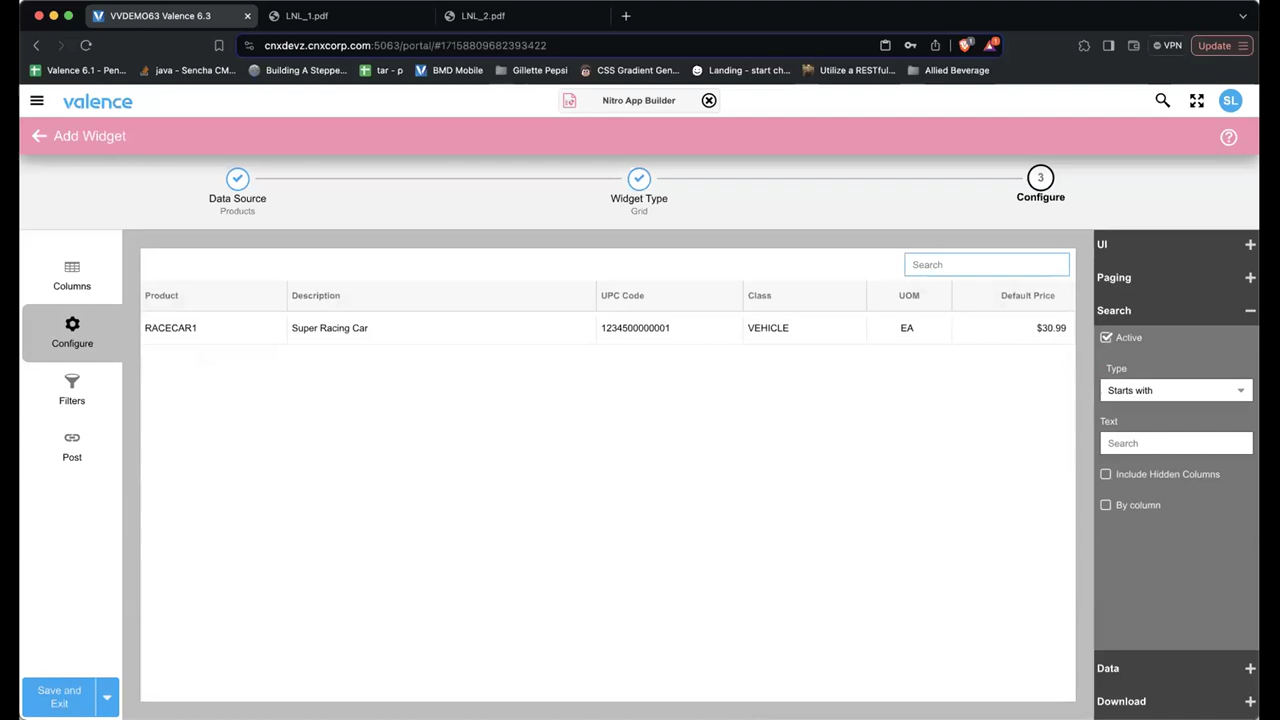 VVDEMO63 Valence 6.3
LNL_1.pdf
LNL_2.pdf
cnxdevz.cnxcorp.com:5063/portal/#17158809682393422
1
VPN
Update
Valence 6.1 - Pen...
java - Sencha CM...
Building A Steppe...
tar - p
BMD Mobile
Gillette Pepsi
CSS Gradient Gen...
Landing - start ch...
Utilize a RESTful...
Allied Beverage
valence
Nitro App Builder
SL
Add Widget
3
Data Source
Products
Widget Type
Grid
Configure
Columns
Configure
Filters
Post
Save and
Exit
Search
Product Description UPC Code Class UOM Default Price
RACECAR1 Super Racing Car 1234500000001 VEHICLE EA $30.99
UI
Paging
Search
Active
Type
Starts with
Text
Search
Include Hidden Columns
By column
Data
Download